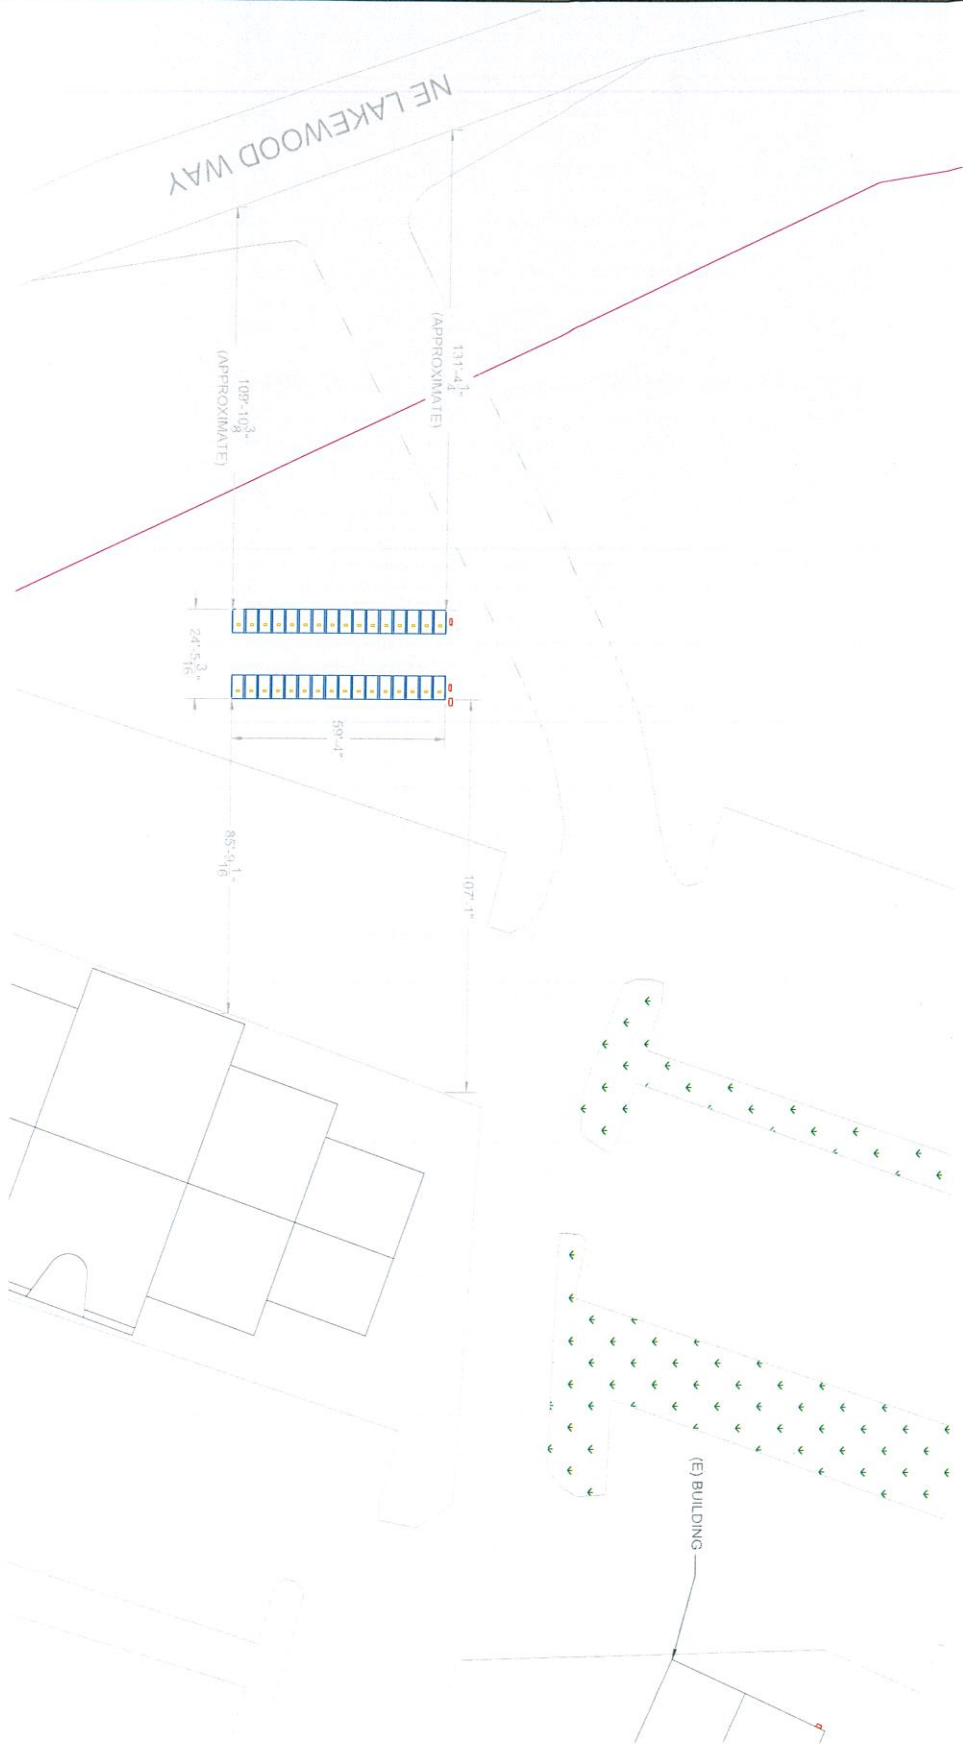 NE LAKEWOOD WAY
131'-4 1/4"
(APPROXIMATE)
109'-10 3/8"
(APPROXIMATE)
24'-5 3/16"
59'-4"
85'-9 1/16"
107'-1"
(E) BUILDING